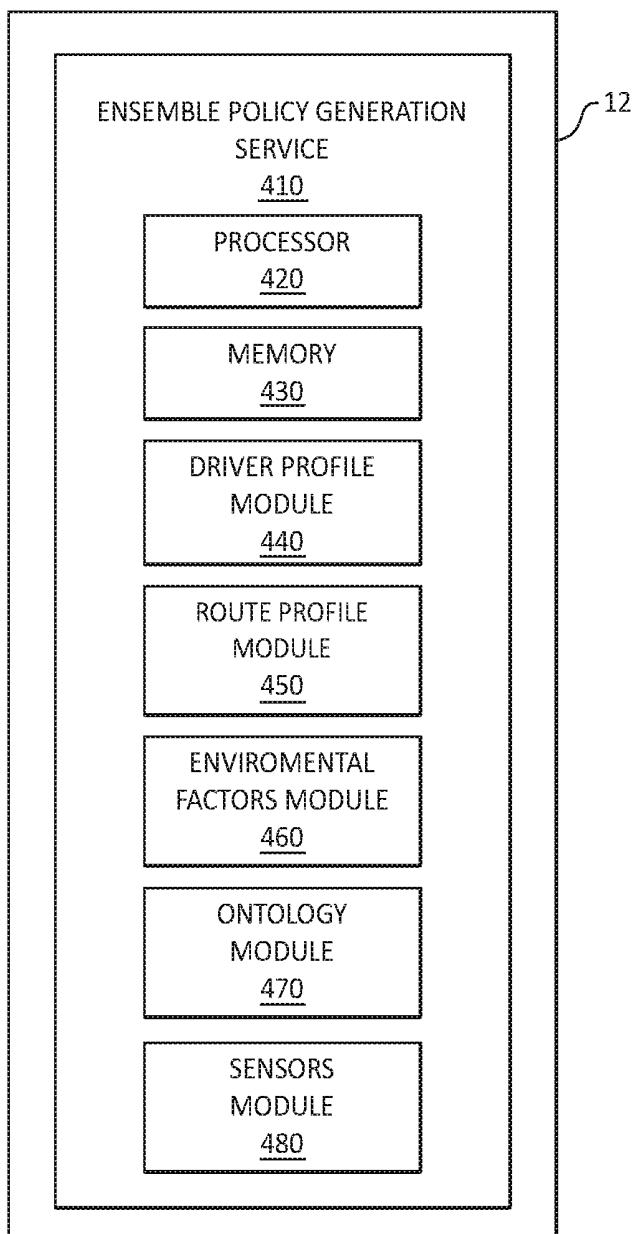 ENSEMBLE POLICY GENERATION
SERVICE
410
12
PROCESSOR
420
MEMORY
430
DRIVER PROFILE
MODULE
440
ROUTE PROFILE
MODULE
450
ENVIROMENTAL
FACTORS MODULE
460
ONTOLOGY
MODULE
470
SENSORS
MODULE
480